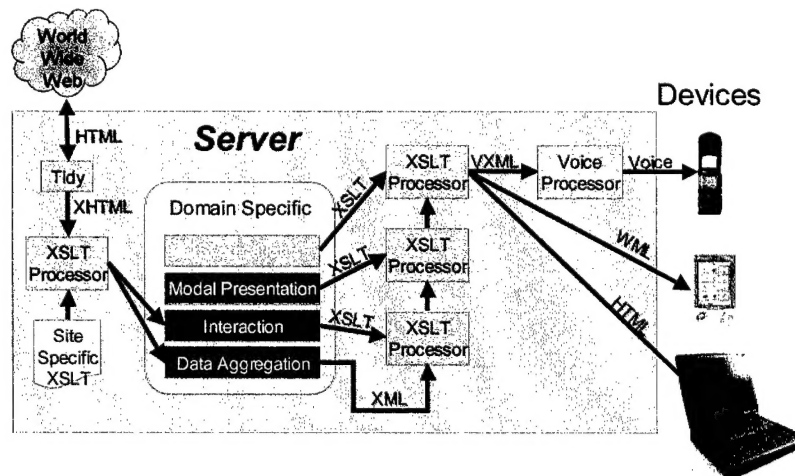 World
Wide
Web
Devices
HTML
Server
Tidy
XHTML
Domain Specific
XSLT
XSLT
Processor
VXML
Voice
Processor
Voice
XSLT
Processor
Modal Presentation
XSLT
XSLT
Processor
WML
Interaction
XSLT
XSLT
Processor
HTML
Site
Specific
XSLT
Data Aggregation
XML